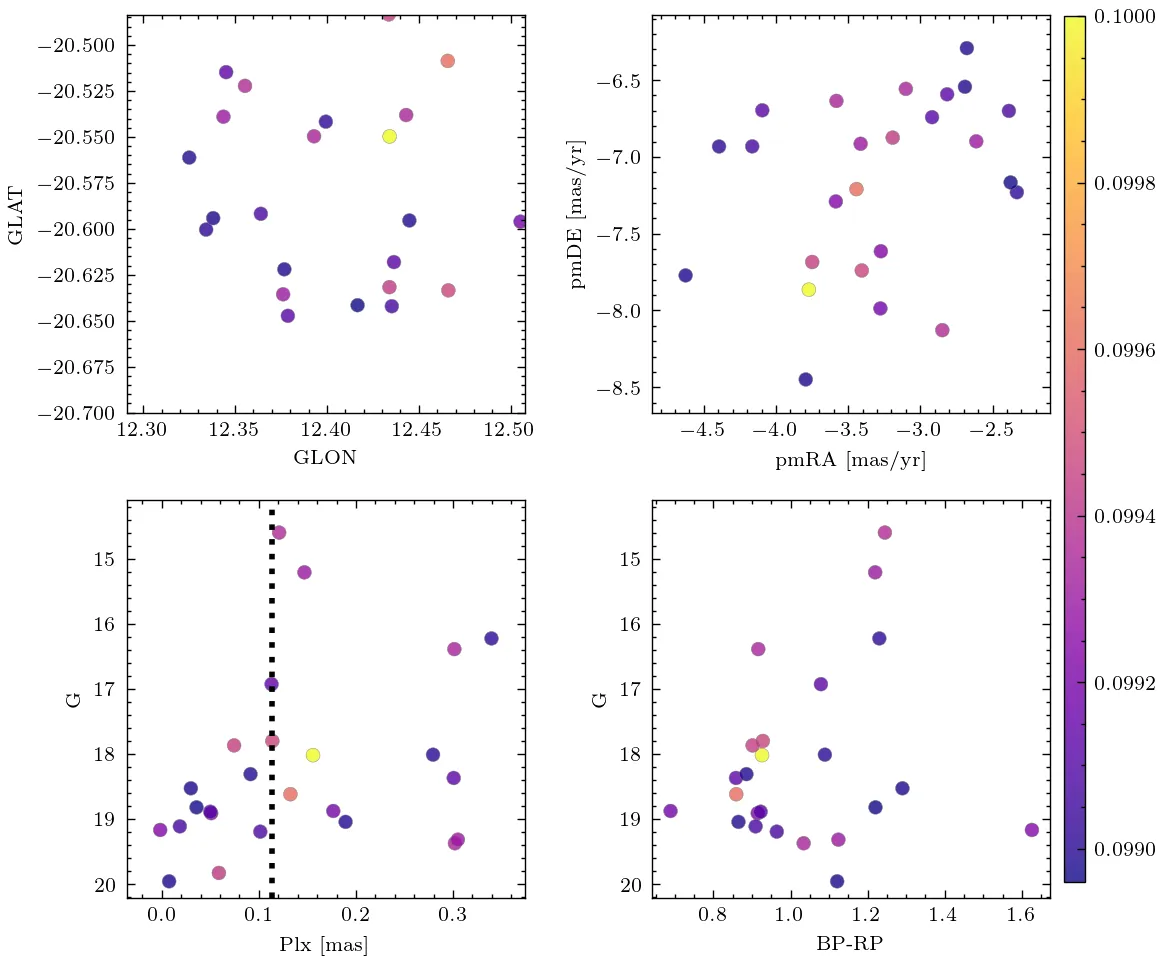 −20.500
−20.525
−20.550
−20.575
−20.600
−20.625
−20.650
−20.675
−20.700
GLAT
12.30 12.35 12.40 12.45 12.50
GLON
−6.5
−7.0
−7.5
−8.0
−8.5
pmDE [mas/yr]
−4.5 −4.0 −3.5 −3.0 −2.5
pmRA [mas/yr]
15
16
17
18
19
20
G
0.0 0.1 0.2 0.3
Plx [mas]
15
16
17
18
19
20
G
0.8 1.0 1.2 1.4 1.6
BP-RP
0.1000
0.0998
0.0996
0.0994
0.0992
0.0990